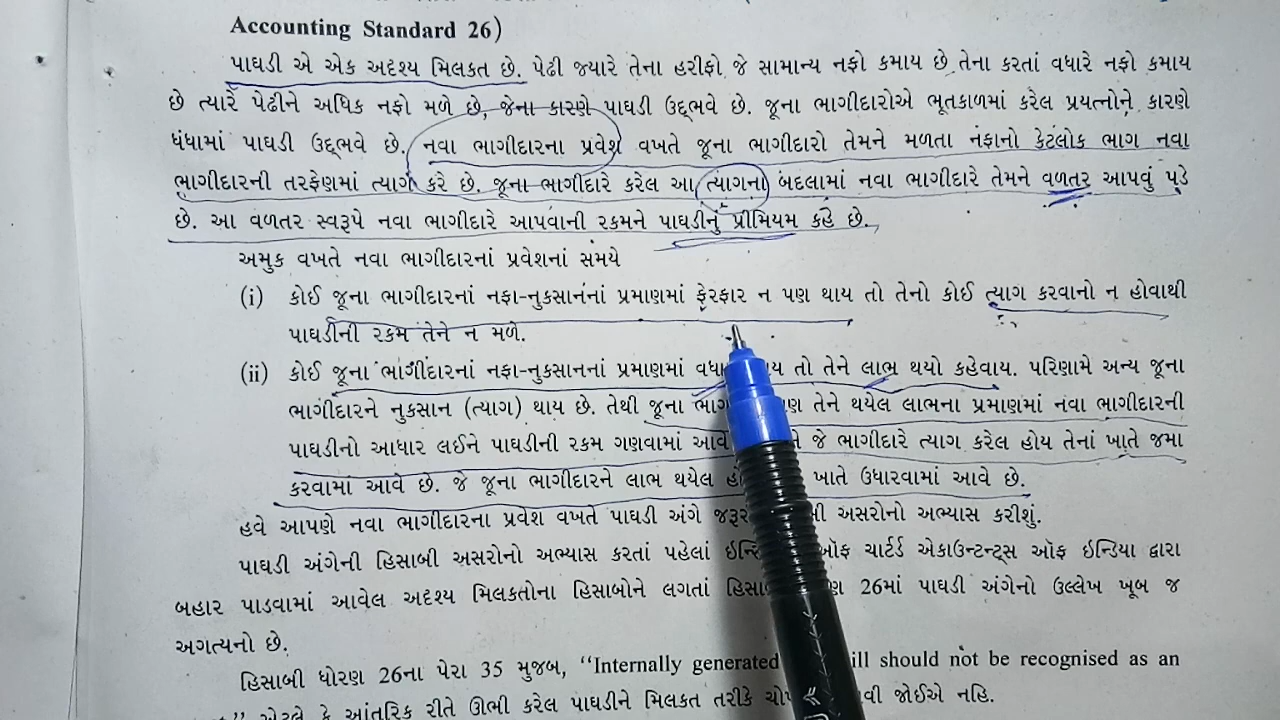 Accounting Standard 26)
પાઘડી એ એક અદૃશ્ય મિલકત છે. પેઢી જ્યારે તેના હરીફો જે સામાન્ય નફો કમાય છે તેના કરતાં વધારે નફો કમાય
છે ત્યારે પેઢીને અધિક નફો મળે છે, જેના કારણે પાઘડી ઉદ્ભવે છે. જૂના ભાગીદારોએ ભૂતકાળમાં કરેલ પ્રયત્નોને કારણે
ધંધામાં પાઘડી ઉદ્ભવે છે. નવા ભાગીદારના પ્રવેશ વખતે જૂના ભાગીદારો તેમને મળતા નફાનો કેટલોક ભાગ નવા
ભાગીદારની તરફેણમાં ત્યાગ કરે છે. જૂના ભાગીદારે કરેલ આ ત્યાગના બદલામાં નવા ભાગીદારે તેમને વળતર આપવું પડે
છે. આ વળતર સ્વરૂપે નવા ભાગીદારે આપવાની રકમને પાઘડીનું પ્રીમિયમ કહે છે.
અમુક વખતે નવા ભાગીદારનાં પ્રવેશનાં સમયે
(i) કોઈ જૂના ભાગીદારનાં નફા-નુકસાનનાં પ્રમાણમાં ફેરફાર ન પણ થાય તો તેનો કોઈ ત્યાગ કરવાનો ન હોવાથી
પાઘડીની રકમ તેને ન મળે.
(ii) કોઈ જૂના ભાગીદારનાં નફા-નુકસાનનાં પ્રમાણમાં તો તેને લાભ થયો કહેવાય. પરિણામે અન્ય જૂના
ભાગીદારને નુકસાન (ત્યાગ) થાય છે. તેથી જૂના તેને થયેલ લાભના પ્રમાણમાં નવા ભાગીદારની
પાઘડીનો આધાર લઈને પાઘડીની રકમ ગણવામાં જે ભાગીદારે ત્યાગ કરેલ હોય તેનાં ખાતે જમા
કરવામાં આવે છે. જે જૂના ભાગીદારને લાભ થયેલ ખાતે ઉધારવામાં આવે છે.
હવે આપણે નવા ભાગીદારના પ્રવેશ વખતે પાઘડી અંગે અસરોનો અભ્યાસ કરીશું.
પાઘડી અંગેની હિસાબી અસરોનો અભ્યાસ કરતાં પહેલાં ઑફ ચાર્ટર્ડ એકાઉન્ટન્ટ્સ ઑફ ઇન્ડિયા દ્વારા
બહાર પાડવામાં આવેલ અદૃશ્ય મિલકતોના હિસાબોને લગતાં 26માં પાઘડી અંગેનો ઉલ્લેખ ખૂબ જ
અગત્યનો છે.
હિસાબી ધોરણ 26ના પેરા 35 મુજબ, “Internally generated should not be recognised as an
એટલે કે આંતરિક રીતે ઊભી કરેલ પાઘડીને મિલકત તરીકે જોઈએ નહિ.